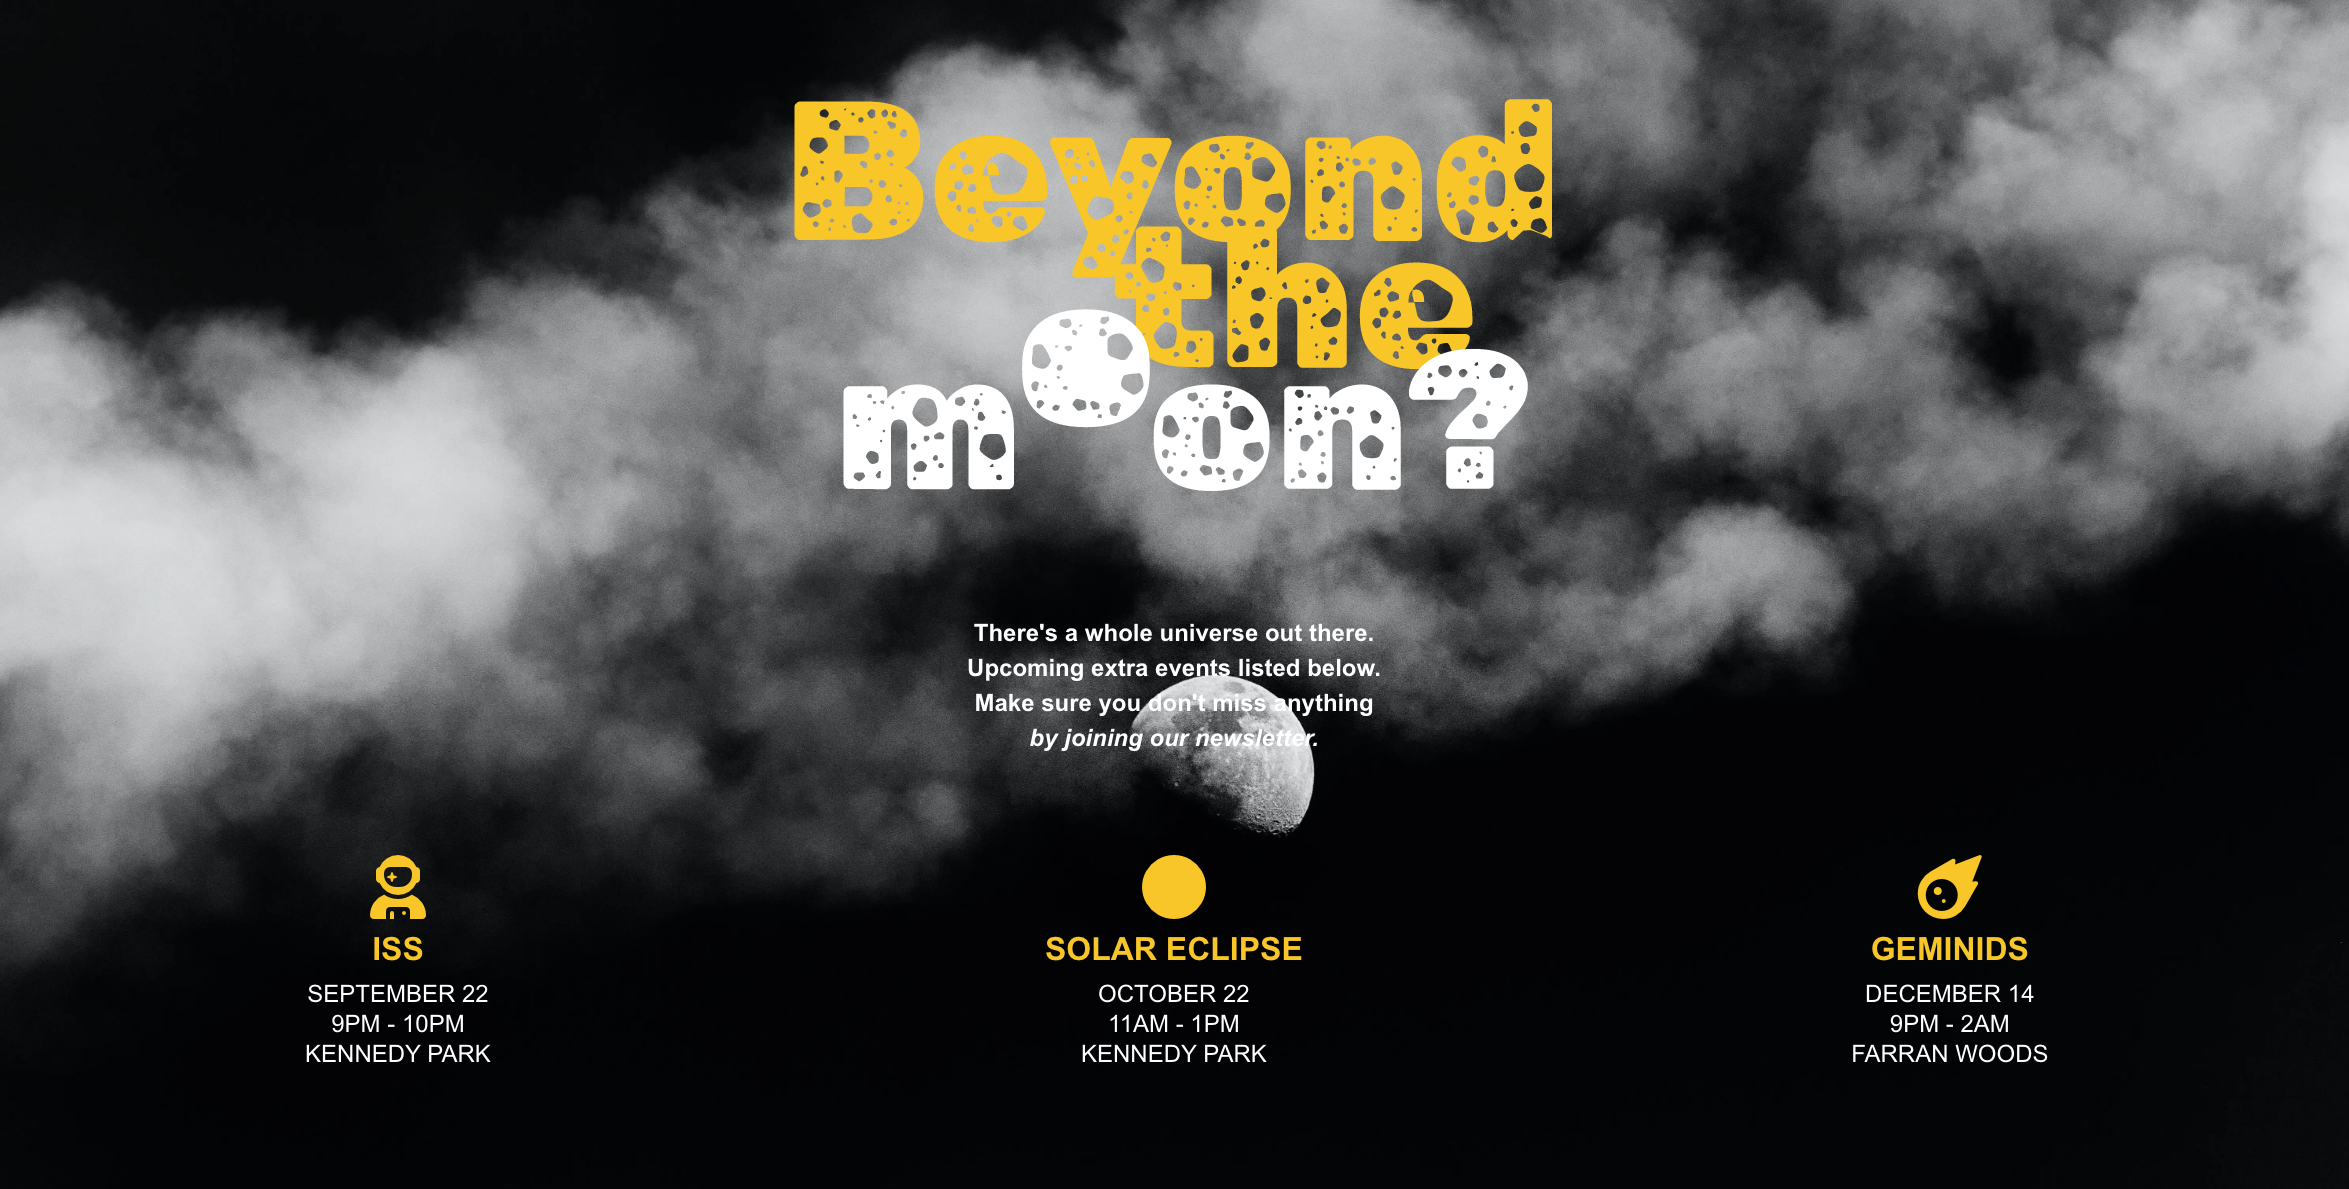 Beyond
the
moon?
There's a whole universe out there.
Upcoming extra events listed below.
Make sure you don't miss anything
by joining our newsletter.
ISS
SEPTEMBER 22
9PM - 10PM
KENNEDY PARK
SOLAR ECLIPSE
OCTOBER 22
11AM - 1PM
KENNEDY PARK
GEMINIDS
DECEMBER 14
9PM - 2AM
FARRAN WOODS